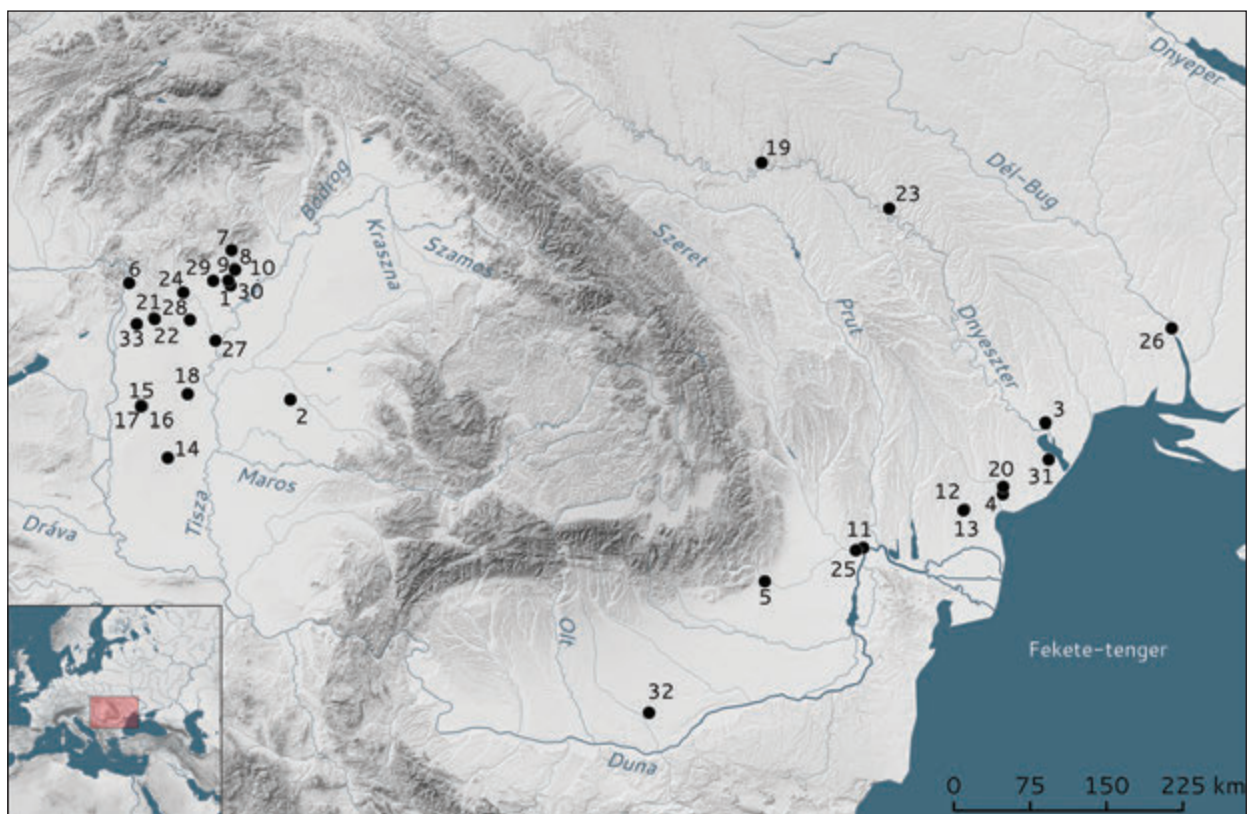 Dnyeper
19
Dél-Bug
23
Bodrog
Kraszna
Szamos
Szeret
7
8
9
10
29
6
24
1
30
21
28
33
22
27
Prut
Dnyeszter
26
18
15
17
16
2
3
14
Maros
Tisza
20
31
12
4
13
Dráva
11
25
5
Olt
Fekete-tenger
32
Duna
0 75 150 225 km